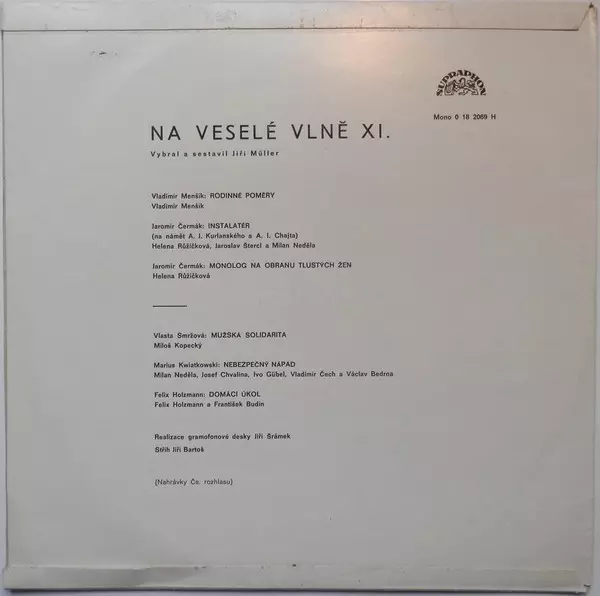 SUPRAPHON
Mono 0 18 2069 H
NA VESELÉ VLNĚ XI.
Vybral a sestavil Jiří Müller
Vladimír Menšík: RODINNÉ POMĚRY
Vladimír Menšík
Jaromír Čermák: INSTALATÉR
(na námět A. J. Kurlanského a A. I. Chajta)
Helena Růžičková, Jaroslav Štercl a Milan Neděla
Jaromír Čermák: MONOLOG NA OBRANU TLUSTÝCH ŽEN
Helena Růžičková
Vlasta Smržová: MUŽSKÁ SOLIDARITA
Miloš Kopecký
Marius Kwiatkowski: NEBEZPEČNÝ NÁPAD
Milan Neděla, Josef Chvalina, Ivo Gübel, Vladimír Čech a Václav Bedrna
Felix Holzmann: DOMÁCÍ ÚKOL
Felix Holzmann a František Budín
Realizace gramofonové desky Jiří Šrámek
Střih Jiří Bartoš
(Nahrávky Čs. rozhlasu)